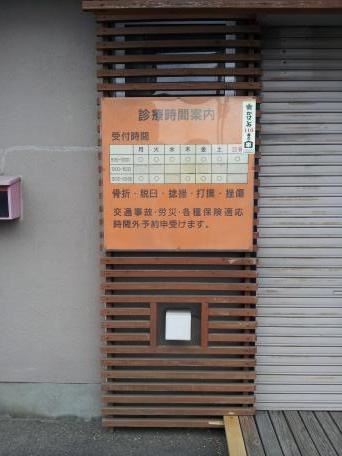 診療時間案内
受付時間
月 火 水 木 金 土 日祭
骨折・脱臼・捻挫・打撲・挫傷
交通事故・労災・各種保険適応
時間外予約申受けます。
110